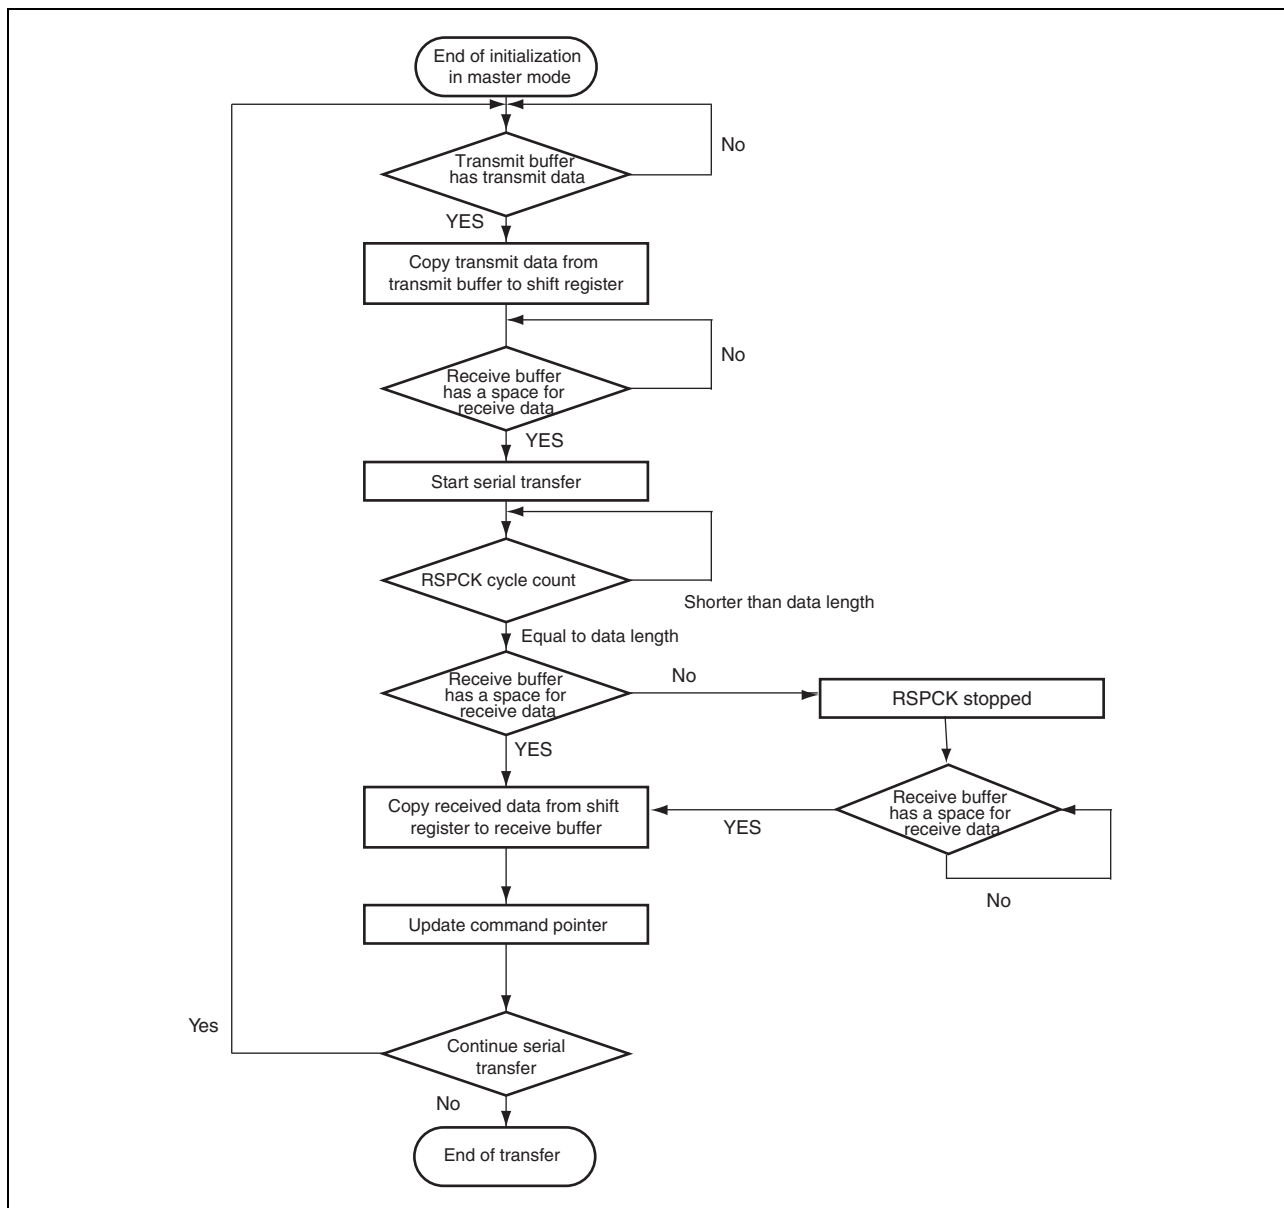 End of initialization
in master mode
No
Transmit buffer
has transmit data
YES
Copy transmit data from
transmit buffer to shift register
No
Receive buffer
has a space for
receive data
YES
Start serial transfer
RSPCK cycle count
Shorter than data length
Equal to data length
Receive buffer
has a space for
receive data
No
RSPCK stopped
YES
Copy received data from shift
register to receive buffer
YES
Receive buffer
has a space for
receive data
No
Update command pointer
Yes
Continue serial
transfer
No
End of transfer